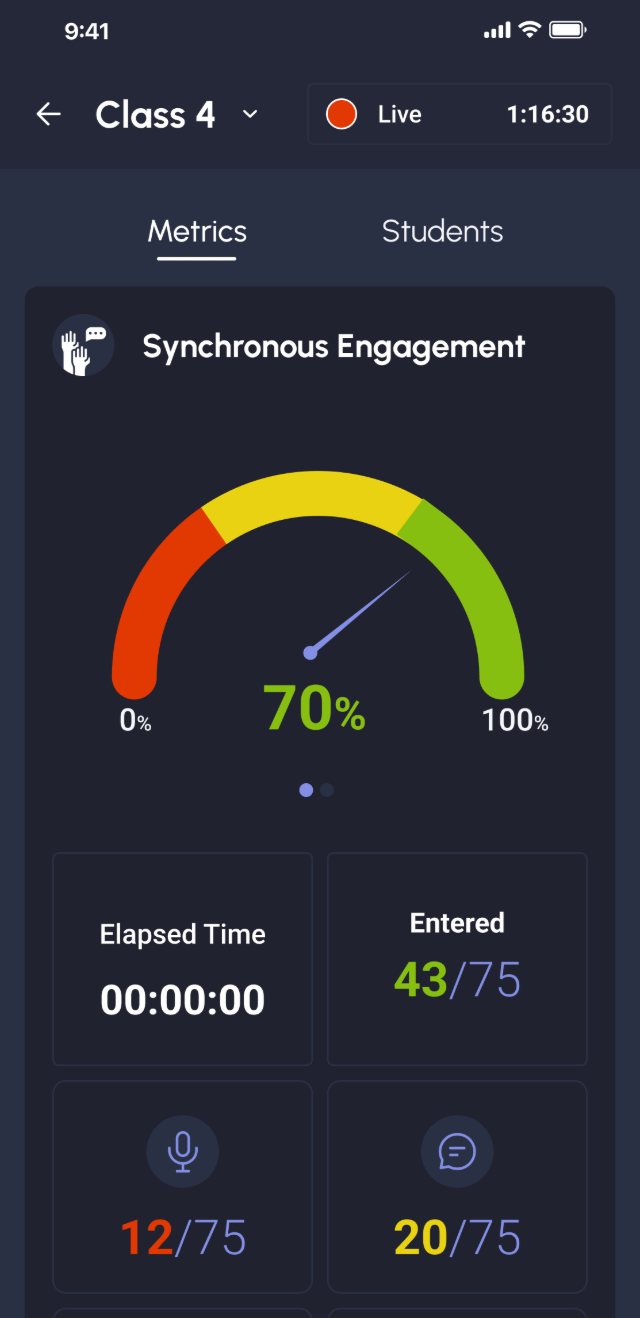 9:41
Class 4
Live 1:16:30
Metrics Students
Synchronous Engagement
0% 70% 100%
Elapsed Time
00:00:00
Entered
43/75
12/75
20/75